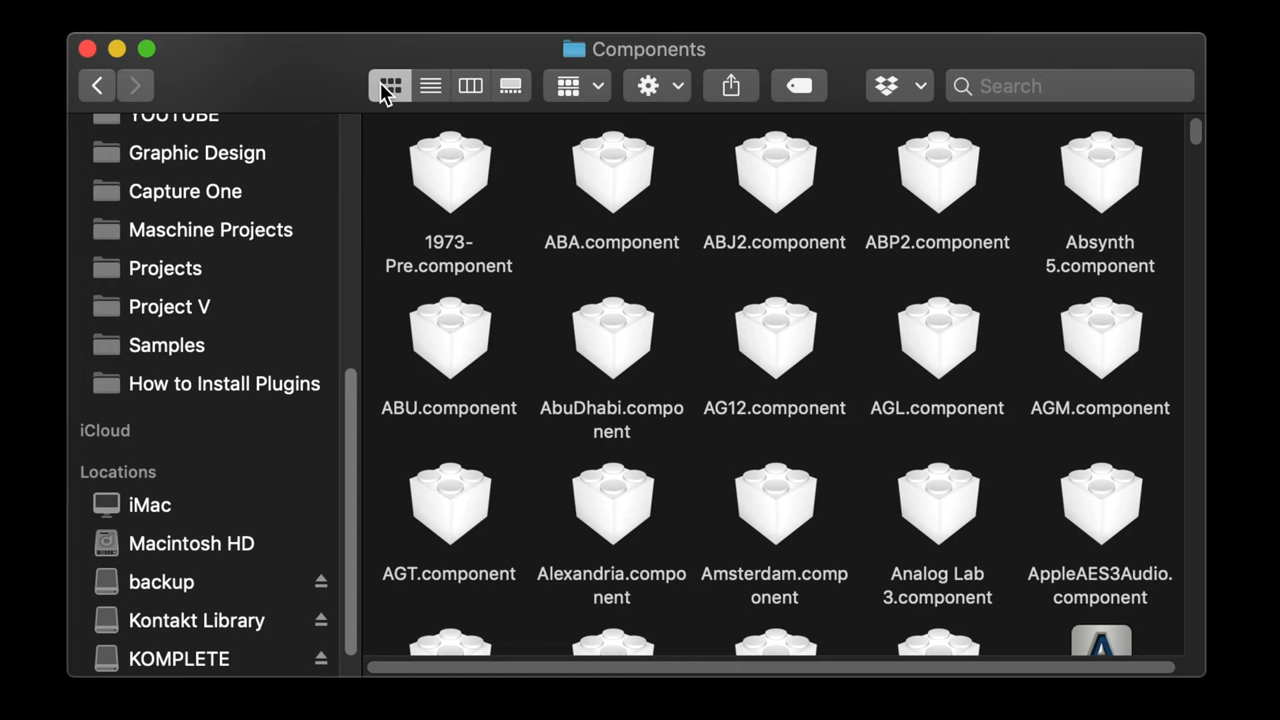 Components
Search
YOUTUBE
Graphic Design
Capture One
Maschine Projects
Projects
Project V
Samples
How to Install Plugins
iCloud
Locations
iMac
Macintosh HD
backup
Kontakt Library
KOMPLETE
1973-
Pre.component
ABA.component
ABJ2.component
ABP2.component
Absynth
5.component
ABU.component
AbuDhabi.compo
nent
AG12.component
AGL.component
AGM.component
AGT.component
Alexandria.compo
nent
Amsterdam.comp
onent
Analog Lab
3.component
AppleAES3Audio.
component